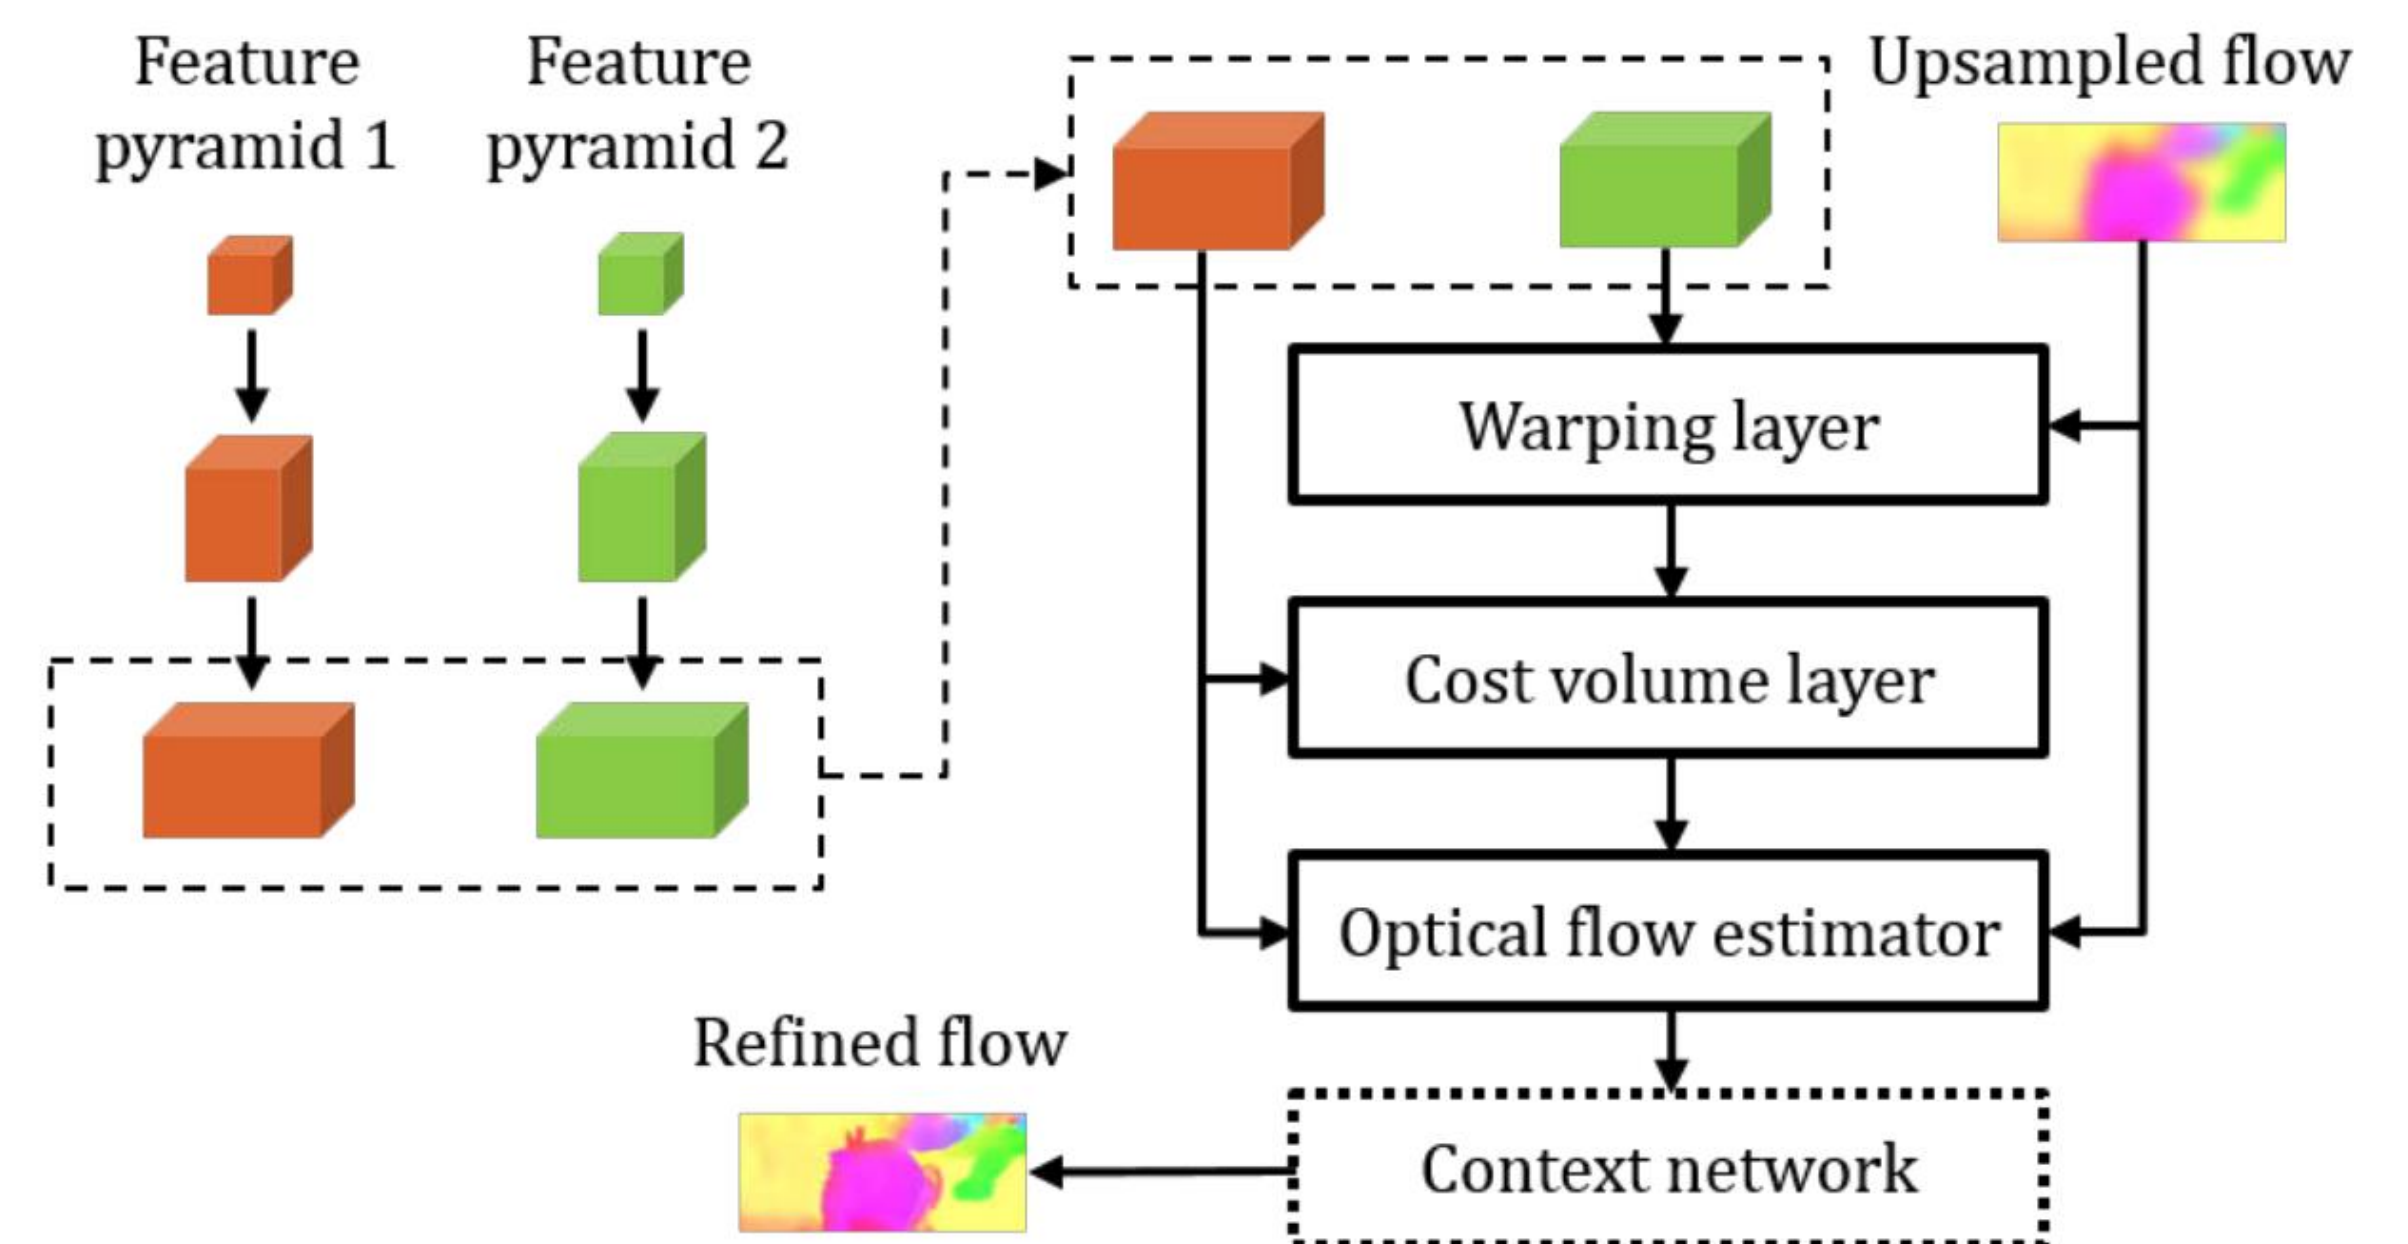 Feature
pyramid 1
Feature
pyramid 2
Upsampled flow
Warping layer
Cost volume layer
Optical flow estimator
Refined flow
Context network